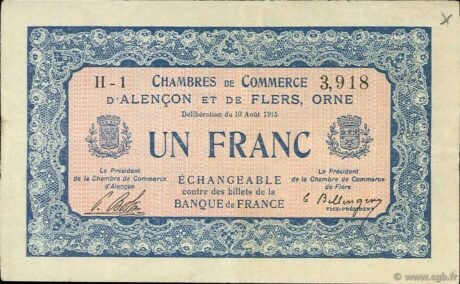 H-1 CHAMBRES DE COMMERCE 3,918
D'ALENÇON ET DE FLERS, ORNE
Délibération du 10 Août 1915
UN FRANC
Le Président
de la Chambre de Commerce
d'Alençon
ÉCHANGEABLE
contre des billets de la
BANQUE DE FRANCE
Le Président
de la Chambre de Commerce
de Flers
VICE-PRÉSIDENT
© www.cgb.fr